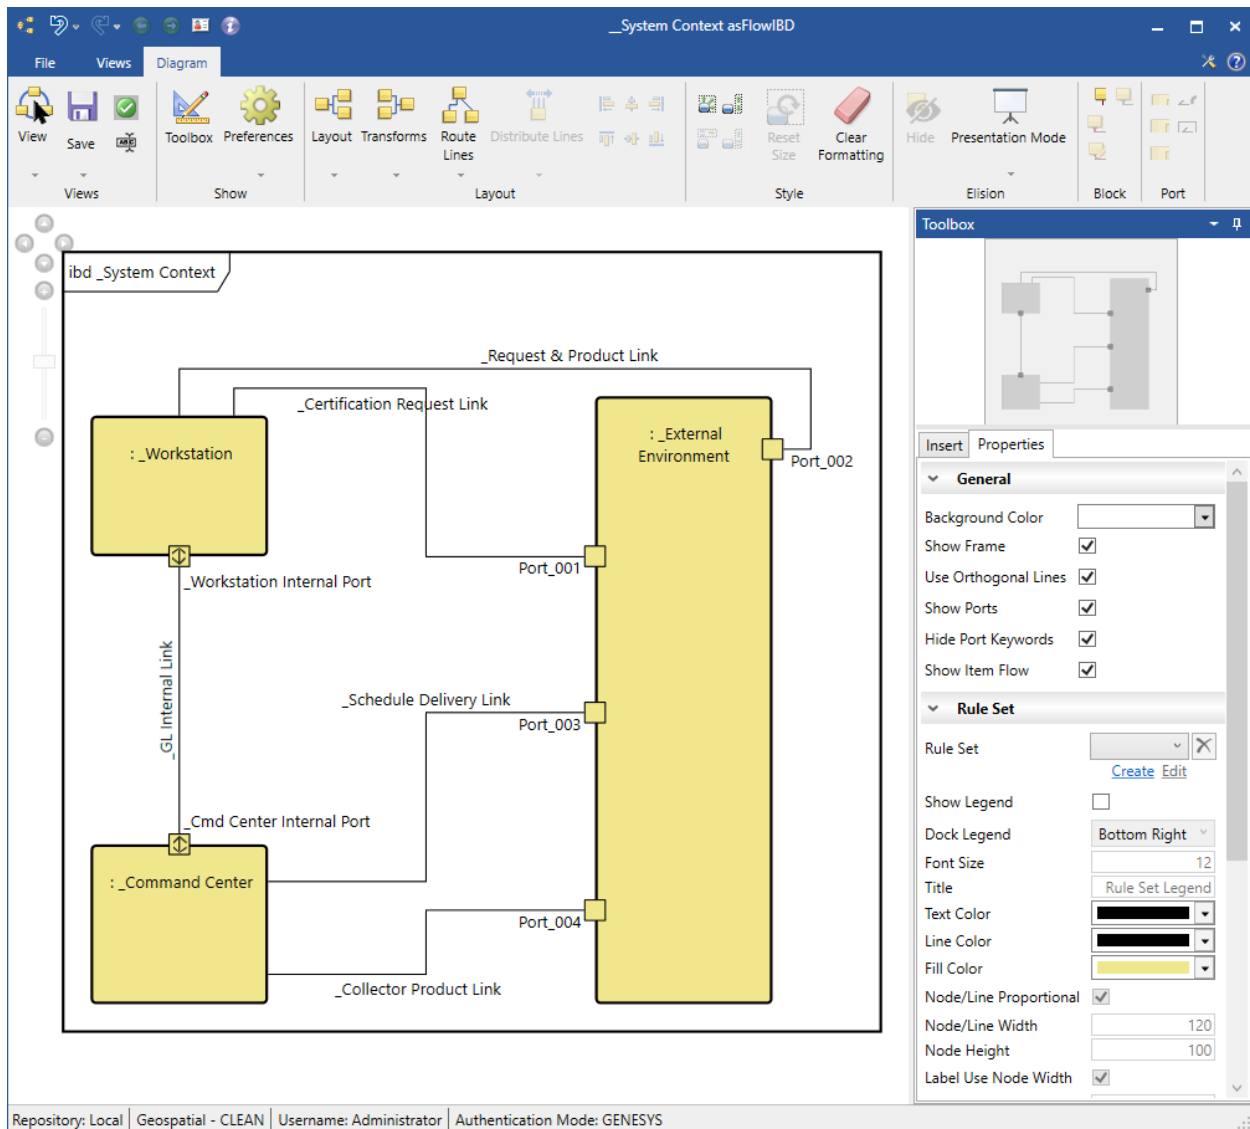 __System Context asFlowIBD
File Views Diagram
View Save Toolbox Preferences Layout Transforms Route Lines Distribute Lines Reset Size Clear Formatting Hide Presentation Mode
Views Show Layout Style Elision Block Port
Toolbox
ibd _System Context
_Request & Product Link
_Certification Request Link
: _Workstation
: _External
Environment
Port_002
Port_001
_Workstation Internal Port
_GL Internal Link
_Schedule Delivery Link
Port_003
_Cmd Center Internal Port
: _Command Center
Port_004
_Collector Product Link
Insert Properties
General
Background Color
Show Frame
Use Orthogonal Lines
Show Ports
Hide Port Keywords
Show Item Flow
Rule Set
Rule Set
Create Edit
Show Legend
Dock Legend Bottom Right
Font Size 12
Title Rule Set Legend
Text Color
Line Color
Fill Color
Node/Line Proportional
Node/Line Width 120
Node Height 100
Label Use Node Width
Repository: Local Geospatial - CLEAN Username: Administrator Authentication Mode: GENESYS